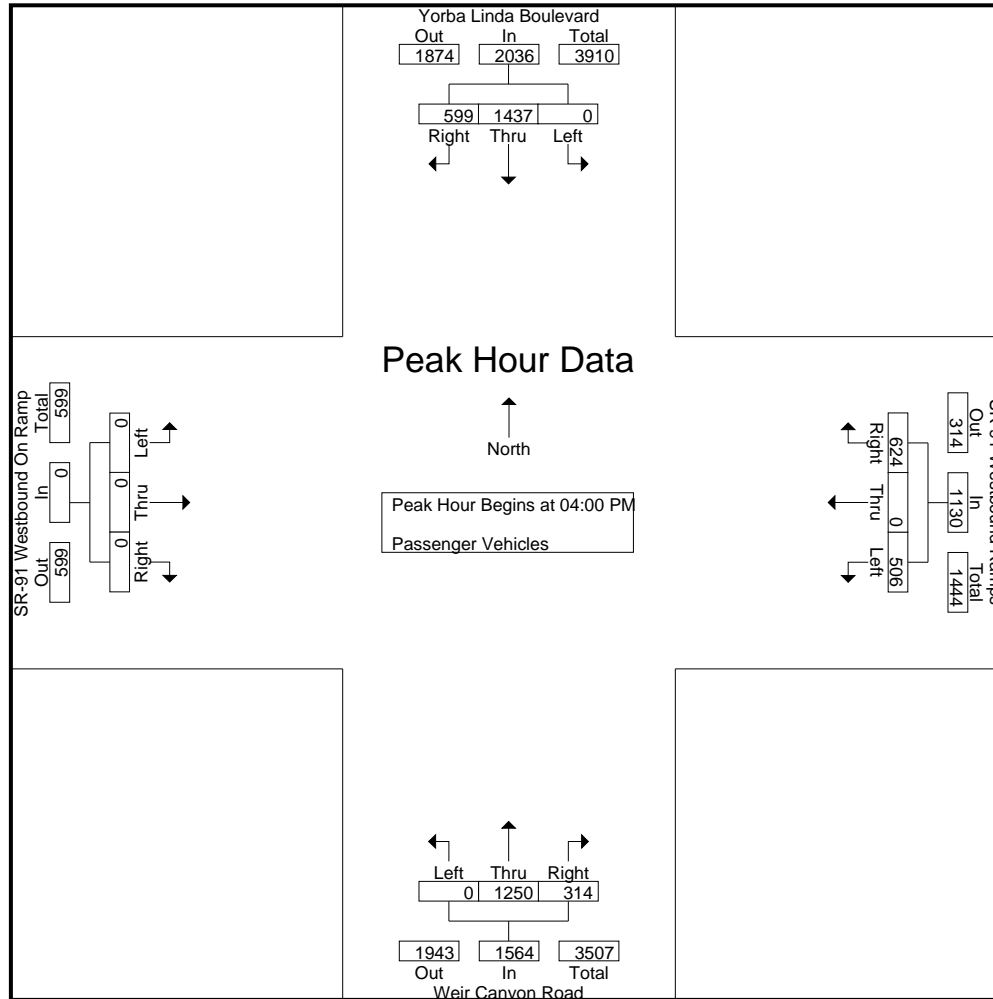 Yorba Linda Boulevard
Out In Total
1874 2036 3910
599 1437 0
Right Thru Left
Peak Hour Data
North
Peak Hour Begins at 04:00 PM
Passenger Vehicles
SR-91 Westbound On Ramp
Total In Out
599 0 599
0 0 0
Left Thru Right
Westbound Ramps
Out In Total
314 1130 1444
624 0 506
Right Thru Left
Left Thru Right
0 1250 314
1943 1564 3507
Out In Total
Weir Canyon Road